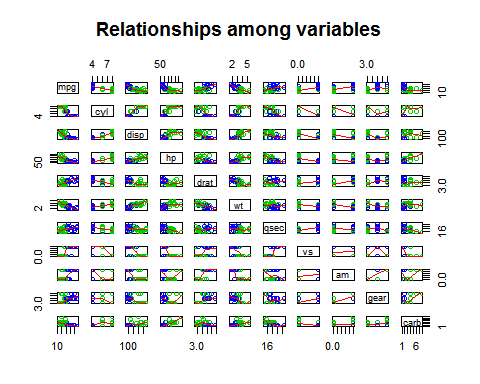 Relationships among variables
4 7 50 2 5 0.0 3.0
mpg 10
4 cyl
disp 100
50 hp
drat 3.0
2 wt
qsec 16
0.0 vs
am 0.0
3.0 gear
carb 1
10 100 3.0 16 0.0 1 6